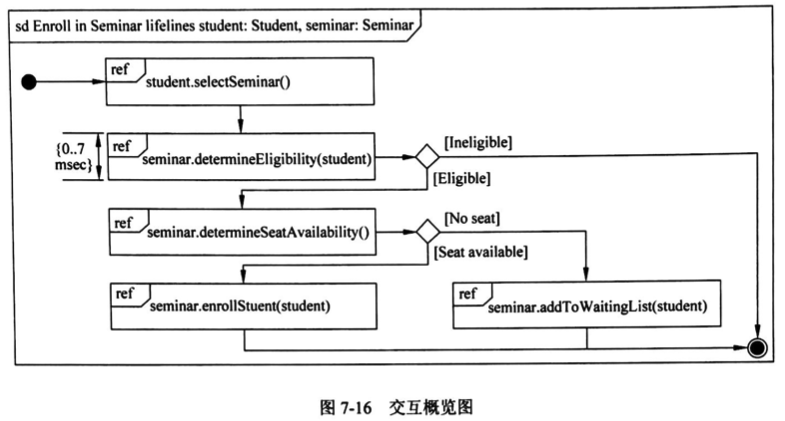 sd Enroll in Seminar lifelines student: Student, seminar: Seminar
ref
student.selectSeminar()
{0..7
msec}
ref
seminar.determineEligibility(student)
[Ineligible]
[Eligible]
ref
seminar.determineSeatAvailability()
[No seat]
[Seat available]
ref
seminar.enrollStuent(student)
ref
seminar.addToWaitingList(student)
图 7-16 交互概览图